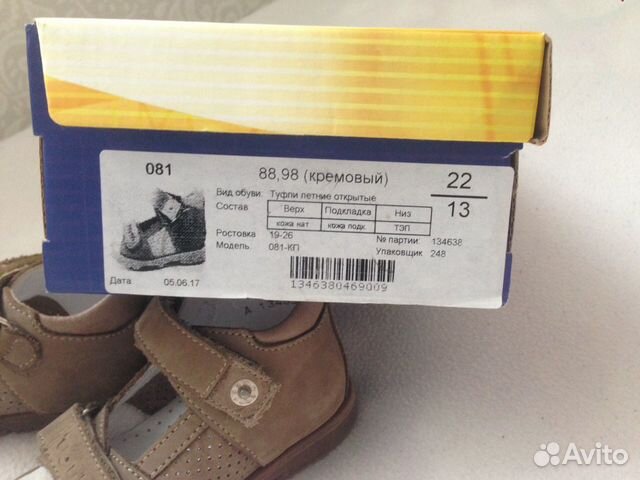 081
88,98 (кремовый)
22
13
Вид обуви: Туфли летние открытые
Состав
Верх Подкладка Низ
кожа нат кожа подк. ТЭП
Ростовка 19-26
№ партии: 134638
Модель 081-КП
Упаковщик 248
Дата 05.06.17
1346380469009
Avito